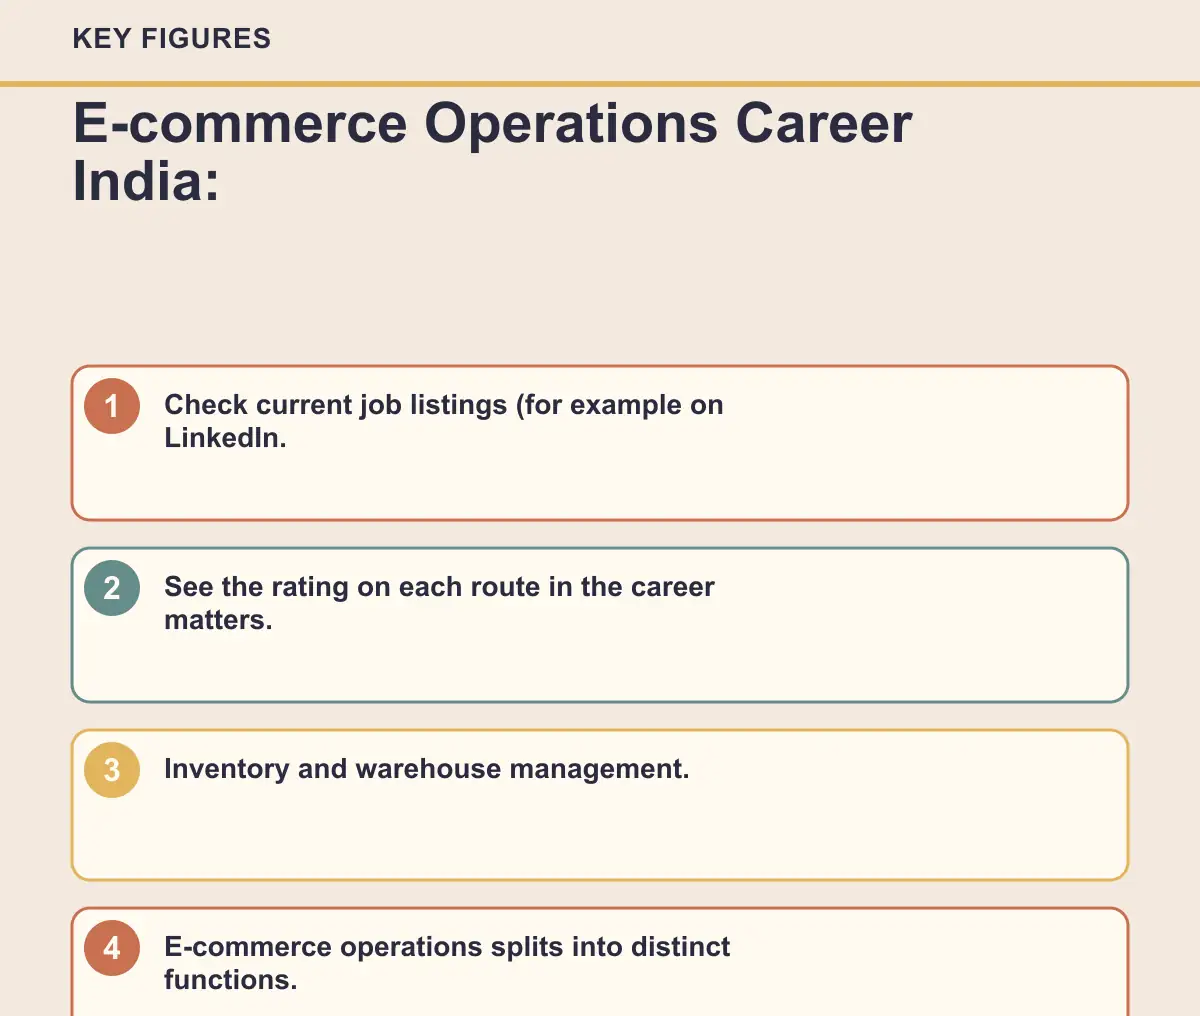 KEY FIGURES
E-commerce Operations Career
India:
1
Check current job listings (for example on
LinkedIn.
2
See the rating on each route in the career
matters.
3
Inventory and warehouse management.
4
E-commerce operations splits into distinct
functions.